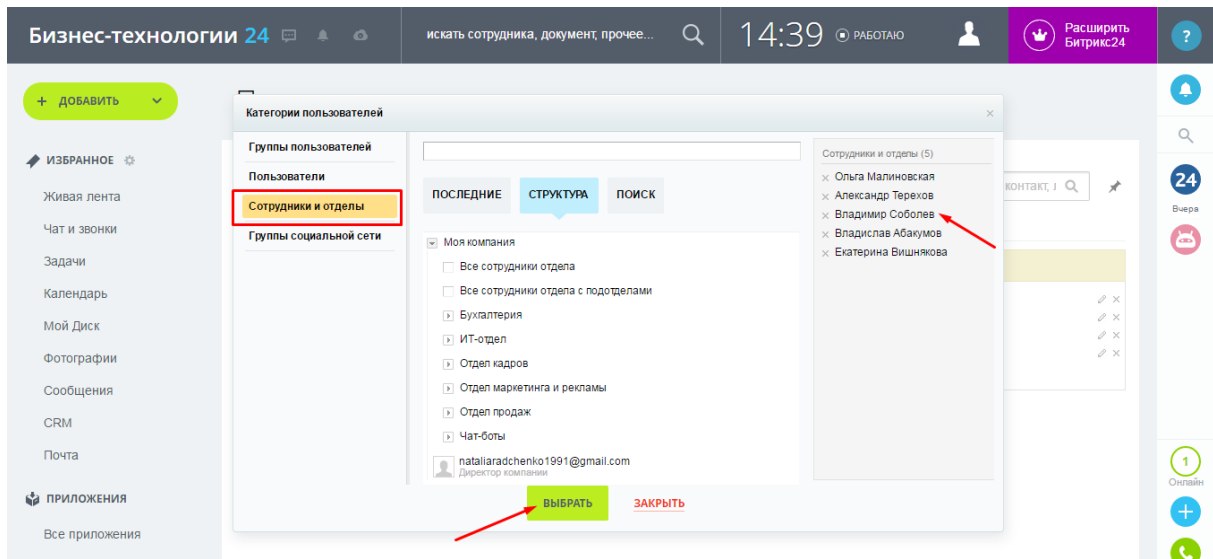 Бизнес-технологии 24
искать сотрудника, документ, прочее...
14:39
РАБОТАЮ
Расширить
Битрикс24
?
+ ДОБАВИТЬ
ИЗБРАННОЕ
Живая лента
Чат и звонки
Задачи
Календарь
Мой Диск
Фотографии
Сообщения
CRM
Почта
ПРИЛОЖЕНИЯ
Все приложения
Категории пользователей
Группы пользователей
Пользователи
Сотрудники и отделы
Группы социальной сети
ПОСЛЕДНИЕ
СТРУКТУРА
ПОИСК
Моя компания
Все сотрудники отдела
Все сотрудники отдела с подотделами
Бухгалтерия
ИТ-отдел
Отдел кадров
Отдел маркетинга и рекламы
Отдел продаж
Чат-боты
nataliaradchenko1991@gmail.com
Директор компании
ВЫБРАТЬ
ЗАКРЫТЬ
Сотрудники и отделы (5)
Ольга Малиновская
Александр Терехов
Владимир Соболев
Владислав Абакумов
Екатерина Вишнякова
контакт,
24
Вчера
1
Онлайн